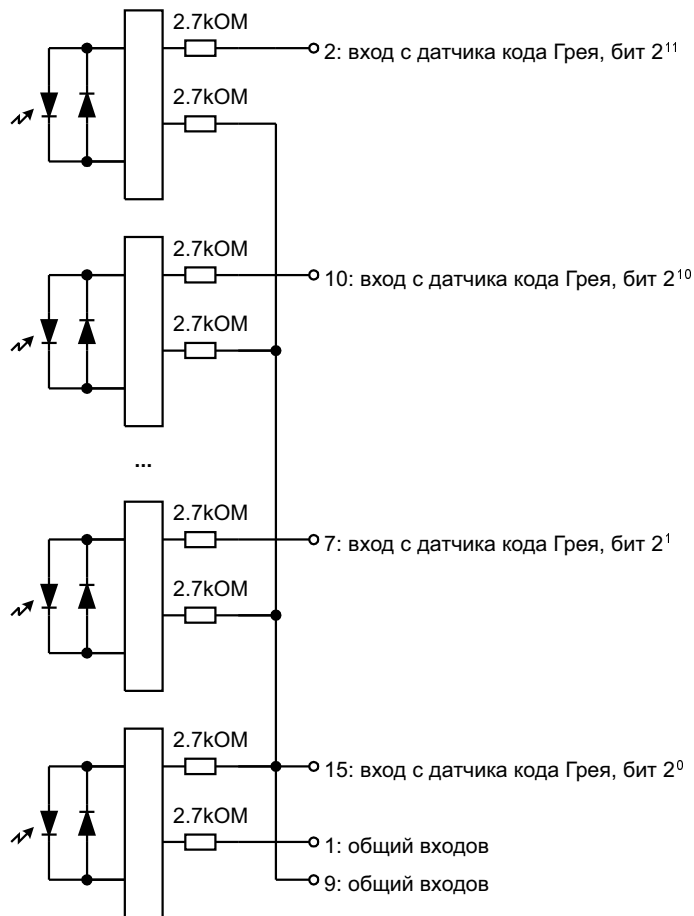 2.7kOM
2: вход с датчика кода Грея, бит 2¹¹
2.7kOM
2.7kOM
10: вход с датчика кода Грея, бит 2¹⁰
2.7kOM
...
2.7kOM
7: вход с датчика кода Грея, бит 2¹
2.7kOM
2.7kOM
15: вход с датчика кода Грея, бит 2⁰
2.7kOM
1: общий входов
9: общий входов